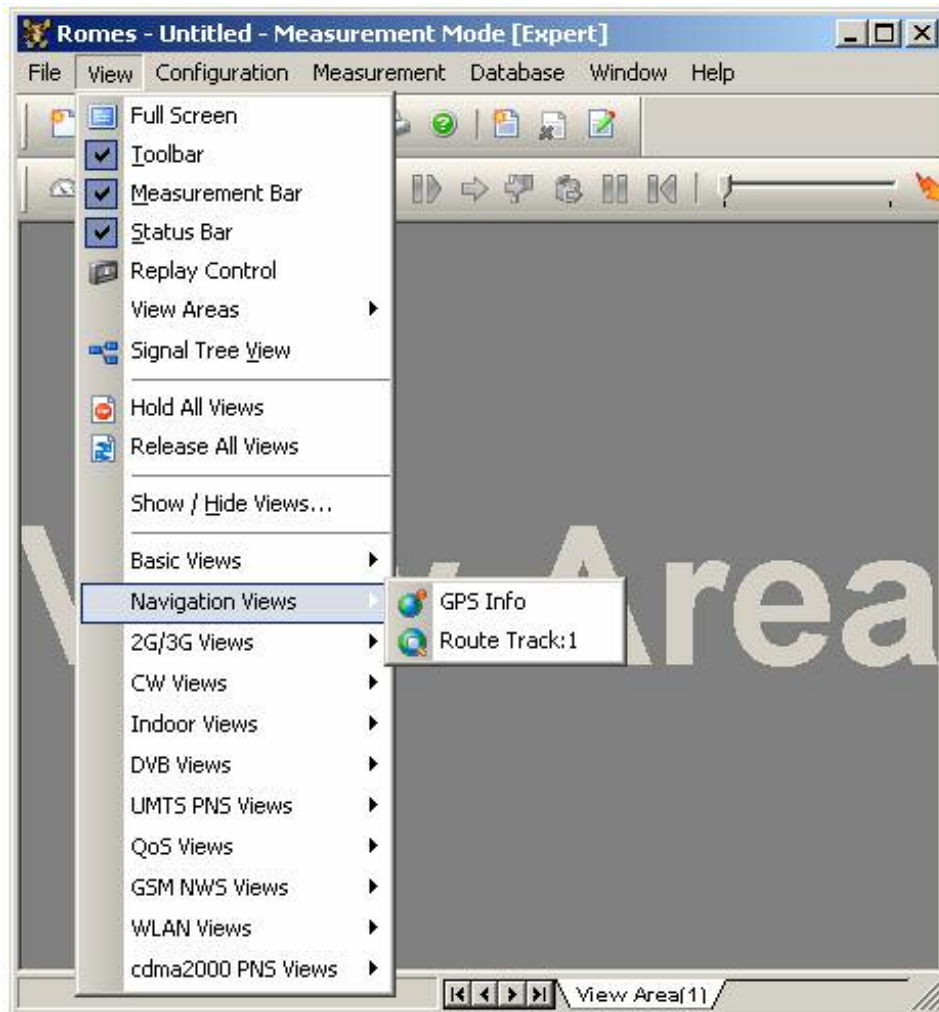 Romes - Untitled - Measurement Mode [Expert]
File View Configuration Measurement Database Window Help
Full Screen
Toolbar
Measurement Bar
Status Bar
Replay Control
View Areas
Signal Tree View
Hold All Views
Release All Views
Show / Hide Views...
Basic Views
Navigation Views
GPS Info
Route Track:1
2G/3G Views
CW Views
Indoor Views
DVB Views
UMTS PNS Views
QoS Views
GSM NWS Views
WLAN Views
cdma2000 PNS Views
Area
View Area(1)